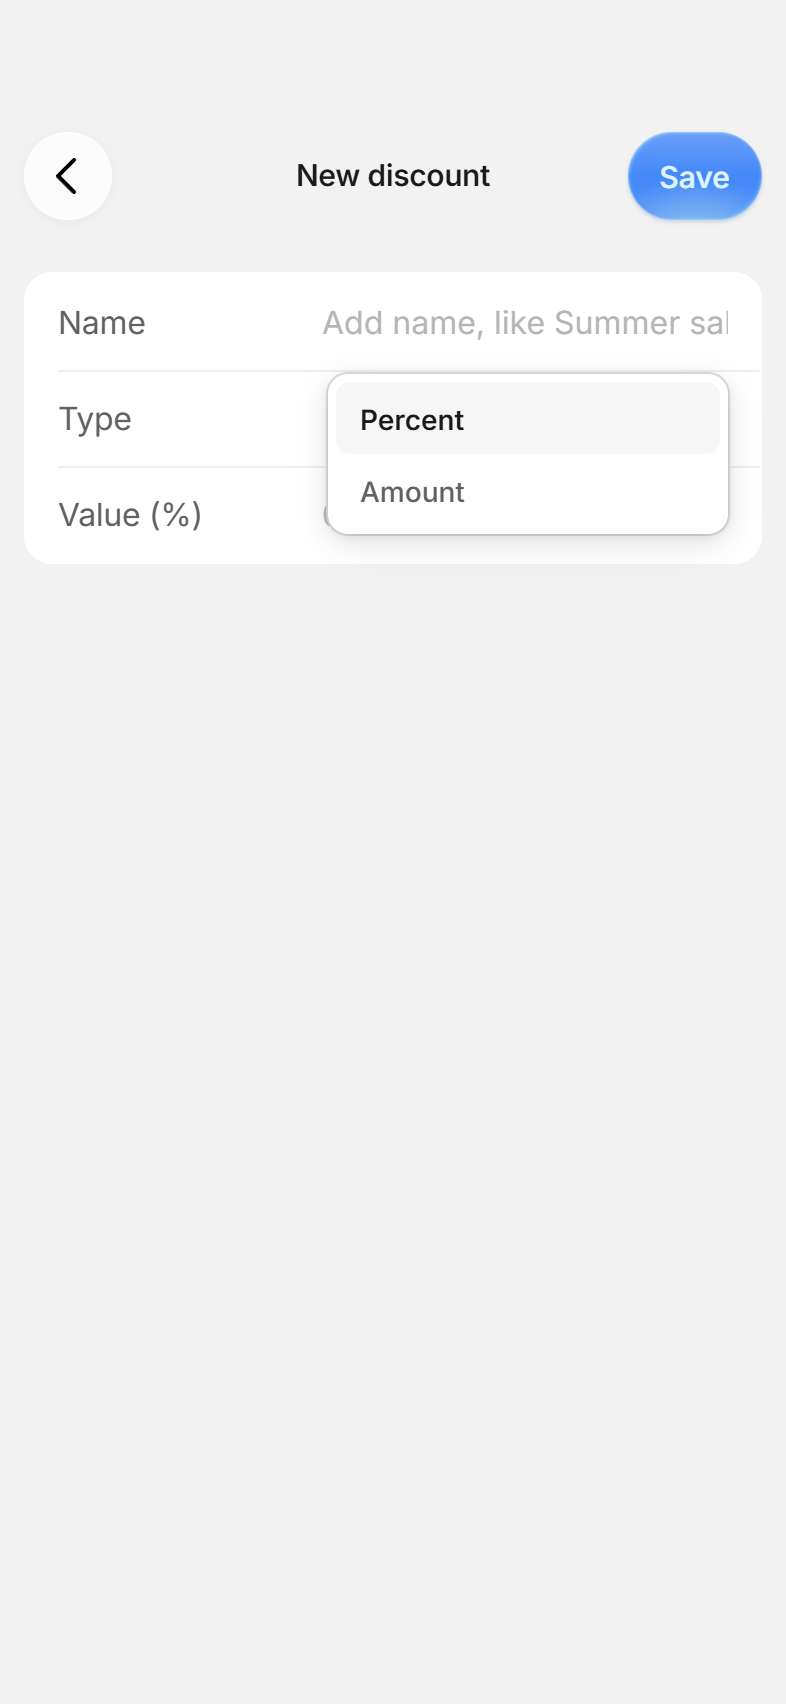 New discount
Save
Name
Add name, like Summer sal
Type
Percent
Amount
Value (%)